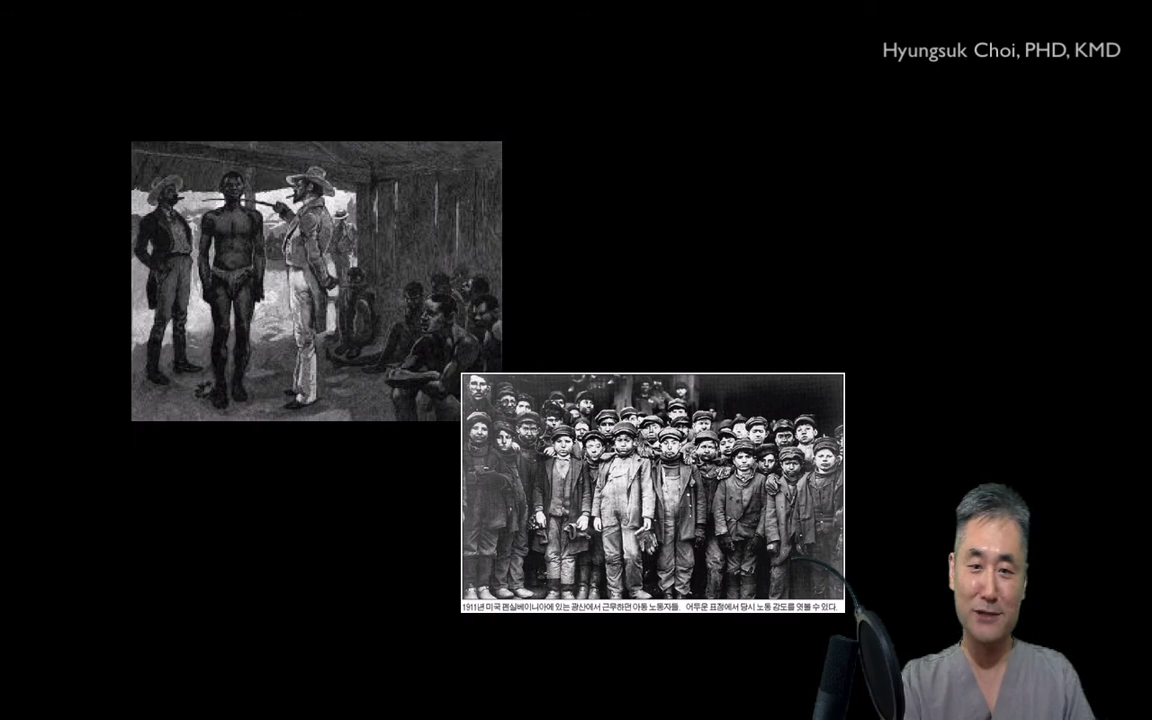 Hyungsuk Choi, PHD, KMD
1911년 미국 펜실베이니아에 있는 광산에서 근무하던 아동 노동자들. 어두운 표정에서 당시 노동 강도를 엿볼 수 있다.